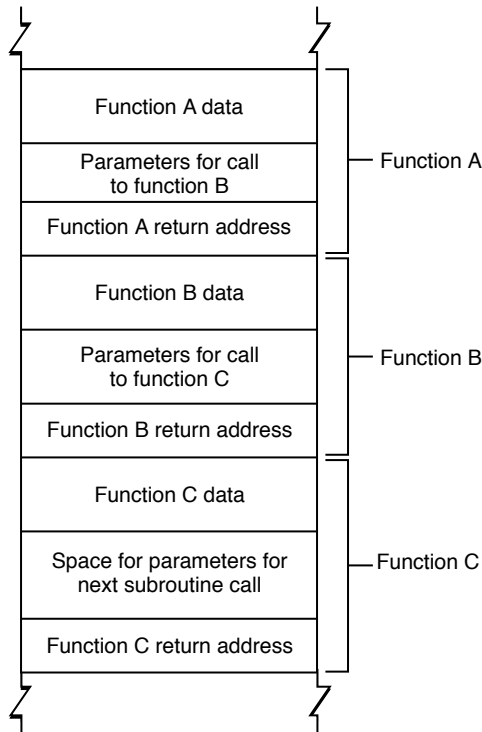 Function A data
Parameters for call
to function B
Function A return address
Function A
Function B data
Parameters for call
to function C
Function B return address
Function B
Function C data
Space for parameters for
next subroutine call
Function C return address
Function C